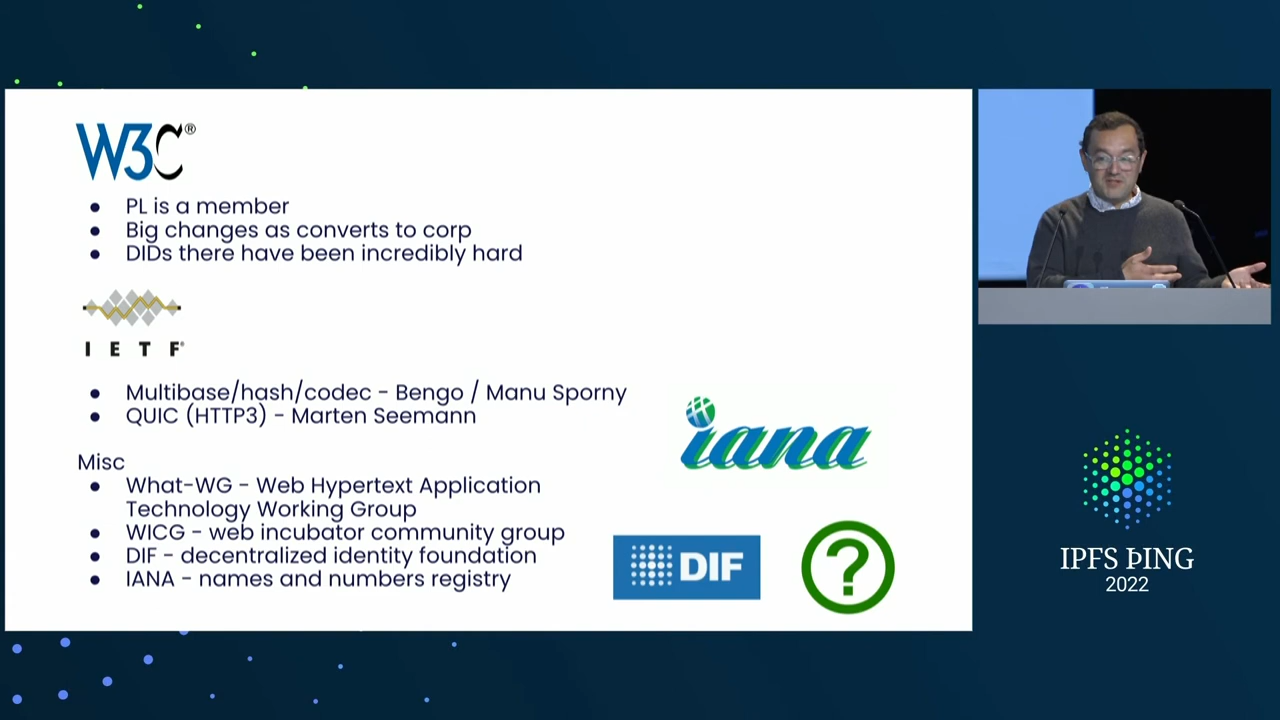 W3C®
PL is a member
Big changes as converts to corp
DIDs there have been incredibly hard
IETF®
Multibase/hash/codec - Bengo / Manu Sporny
QUIC (HTTP3) - Marten Seemann
iana
Misc
What-WG - Web Hypertext Application
Technology Working Group
WICG - web incubator community group
DIF - decentralized identity foundation
IANA - names and numbers registry
DIF
?
IPFS ÞING
2022